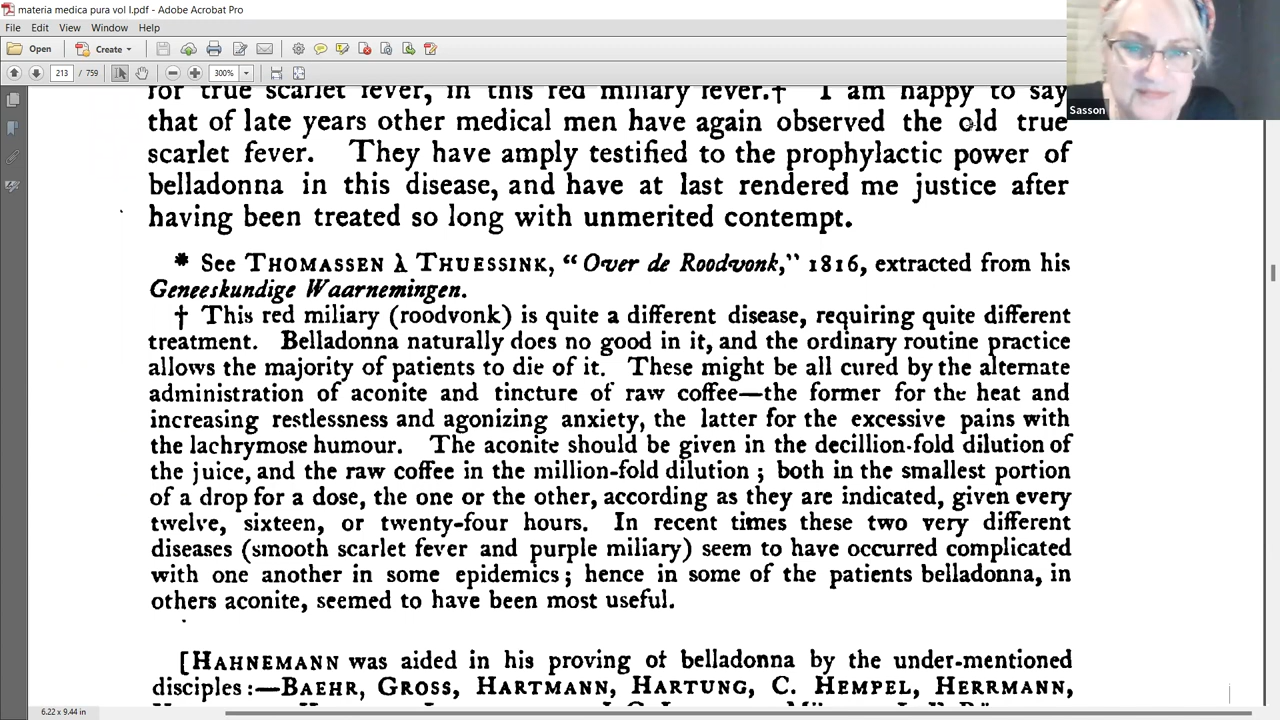 materia medica pura vol I.pdf - Adobe Acrobat Pro
File Edit View Window Help
Open Create
213 / 759 300%
Sasson
for true scarlet fever, in this red miliary fever.† I am happy to say
that of late years other medical men have again observed the old true
scarlet fever. They have amply testified to the prophylactic power of
belladonna in this disease, and have at last rendered me justice after
having been treated so long with unmerited contempt.
* See THOMASSEN À THUESSINK, “Over de Roodvonk,” 1816, extracted from his
Geneeskundige Waarnemingen.
† This red miliary (roodvonk) is quite a different disease, requiring quite different
treatment. Belladonna naturally does no good in it, and the ordinary routine practice
allows the majority of patients to die of it. These might be all cured by the alternate
administration of aconite and tincture of raw coffee—the former for the heat and
increasing restlessness and agonizing anxiety, the latter for the excessive pains with
the lachrymose humour. The aconite should be given in the decillion-fold dilution of
the juice, and the raw coffee in the million-fold dilution ; both in the smallest portion
of a drop for a dose, the one or the other, according as they are indicated, given every
twelve, sixteen, or twenty-four hours. In recent times these two very different
diseases (smooth scarlet fever and purple miliary) seem to have occurred complicated
with one another in some epidemics ; hence in some of the patients belladonna, in
others aconite, seemed to have been most useful.
[HAHNEMANN was aided in his proving of belladonna by the under-mentioned
disciples :—BAEHR, GROSS, HARTMANN, HARTUNG, C. HEMPEL, HERRMANN,
6.22 x 9.44 in